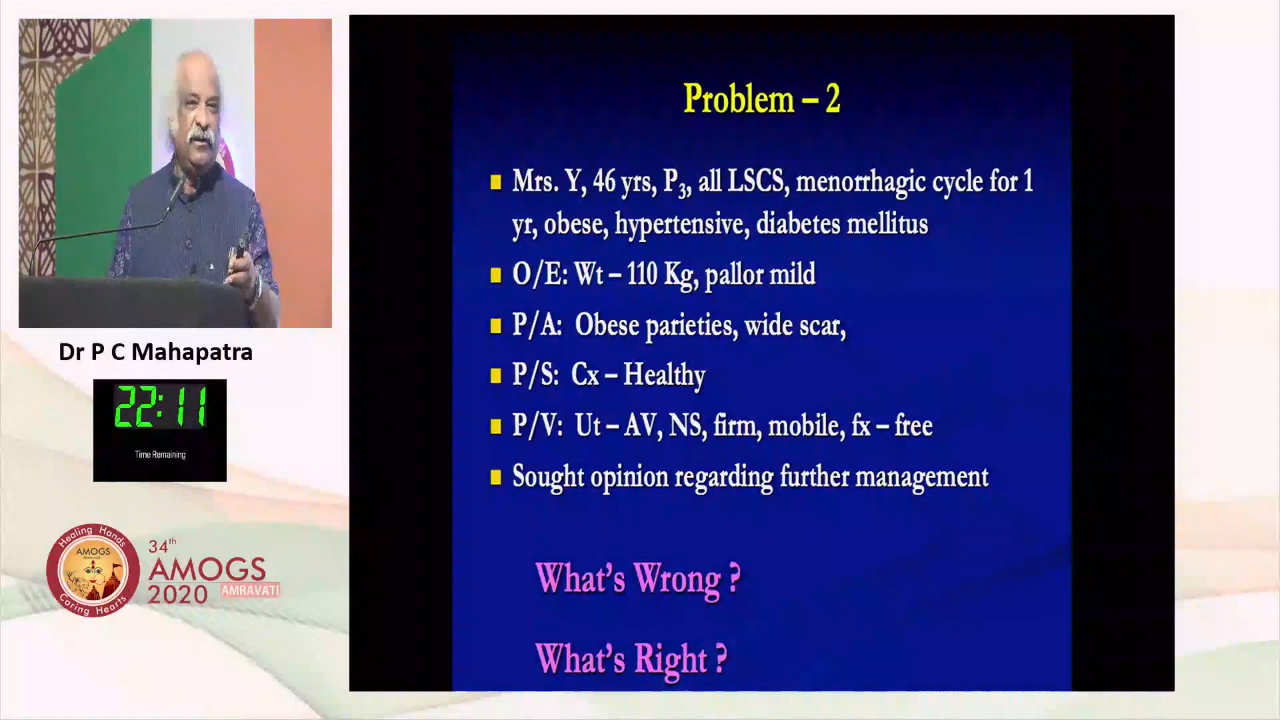 Problem – 2
Mrs. Y, 46 yrs, P3, all LSCS, menorrhagic cycle for 1
yr, obese, hypertensive, diabetes mellitus
O/E: Wt – 110 Kg, pallor mild
P/A: Obese parieties, wide scar,
P/S: Cx – Healthy
P/V: Ut – AV, NS, firm, mobile, fx – free
Sought opinion regarding further management
What's Wrong ?
What's Right ?
Dr P C Mahapatra
22:11
Time Remaining
Healing Hands
AMOGS
Caring Hearts
34th
AMOGS
2020 AMRAVATI